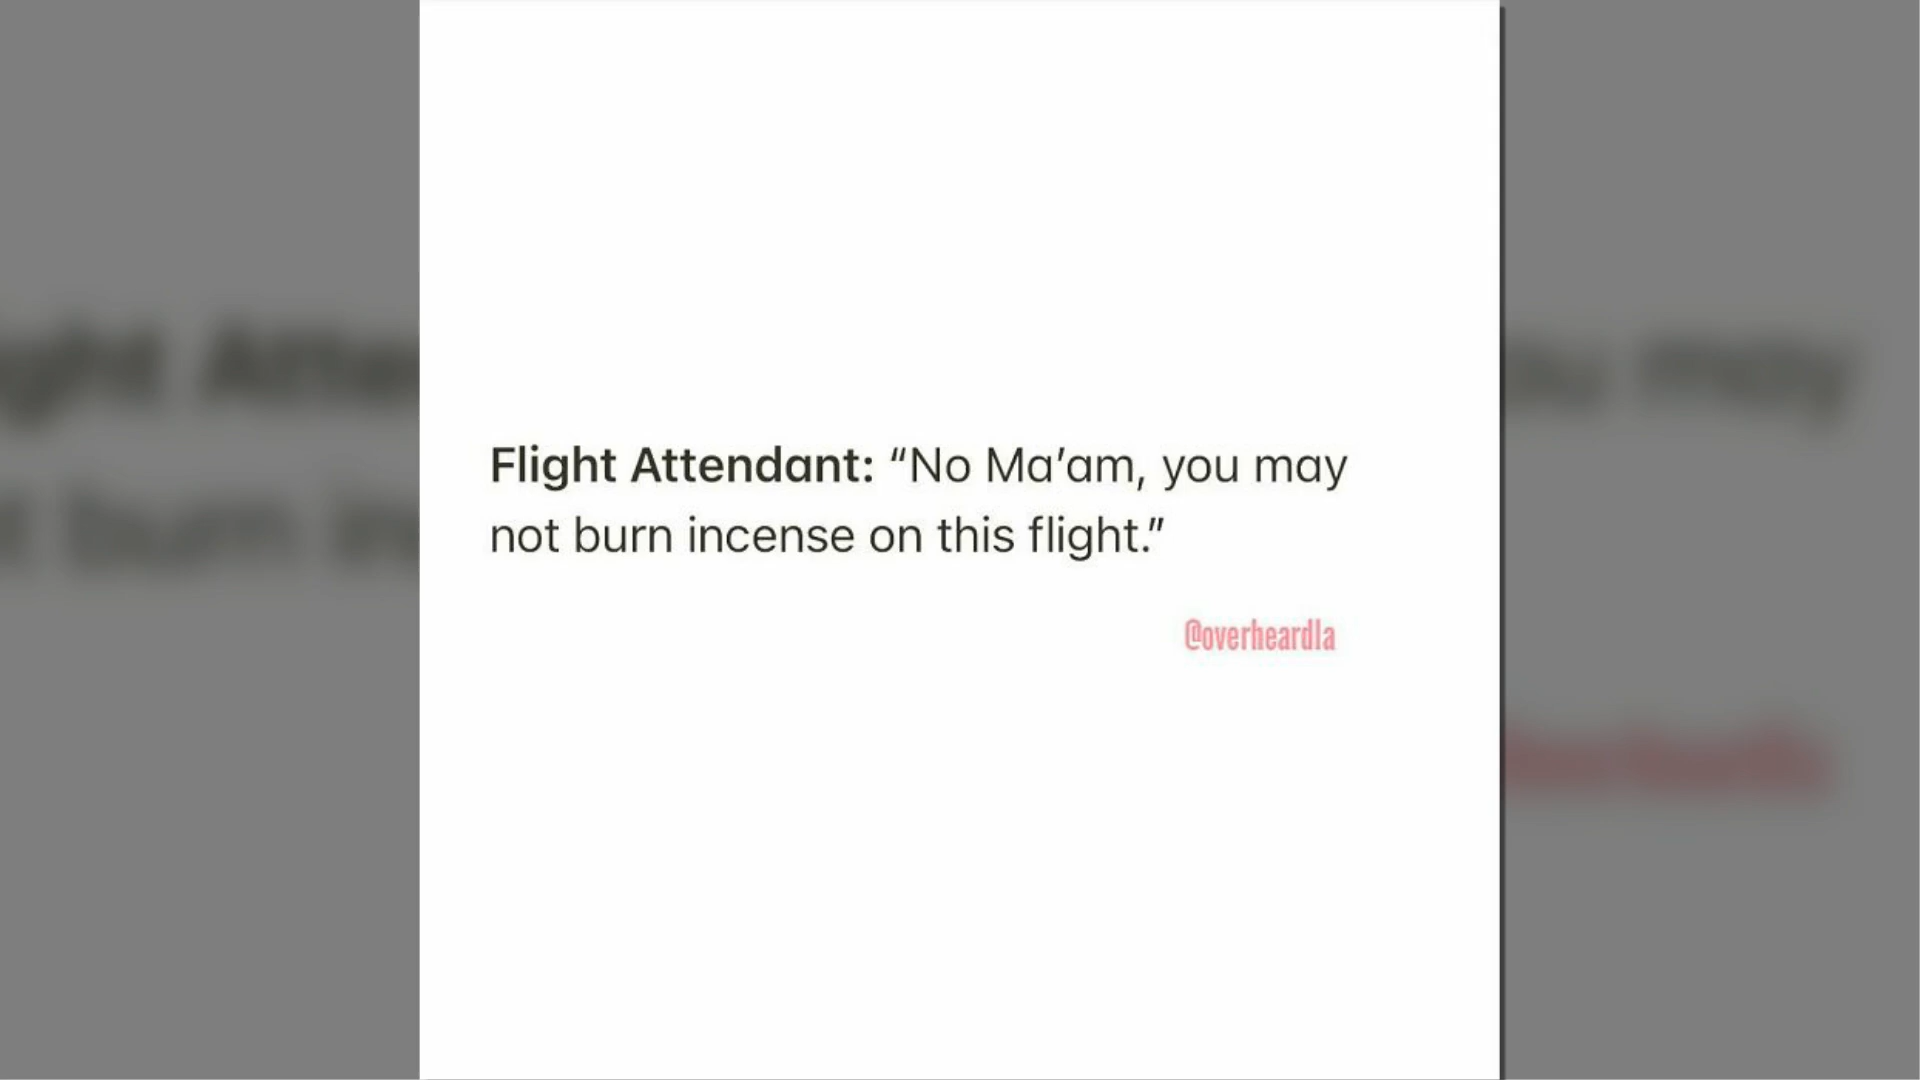 Flight Attendant: “No Ma’am, you may
not burn incense on this flight.”
@overheardla